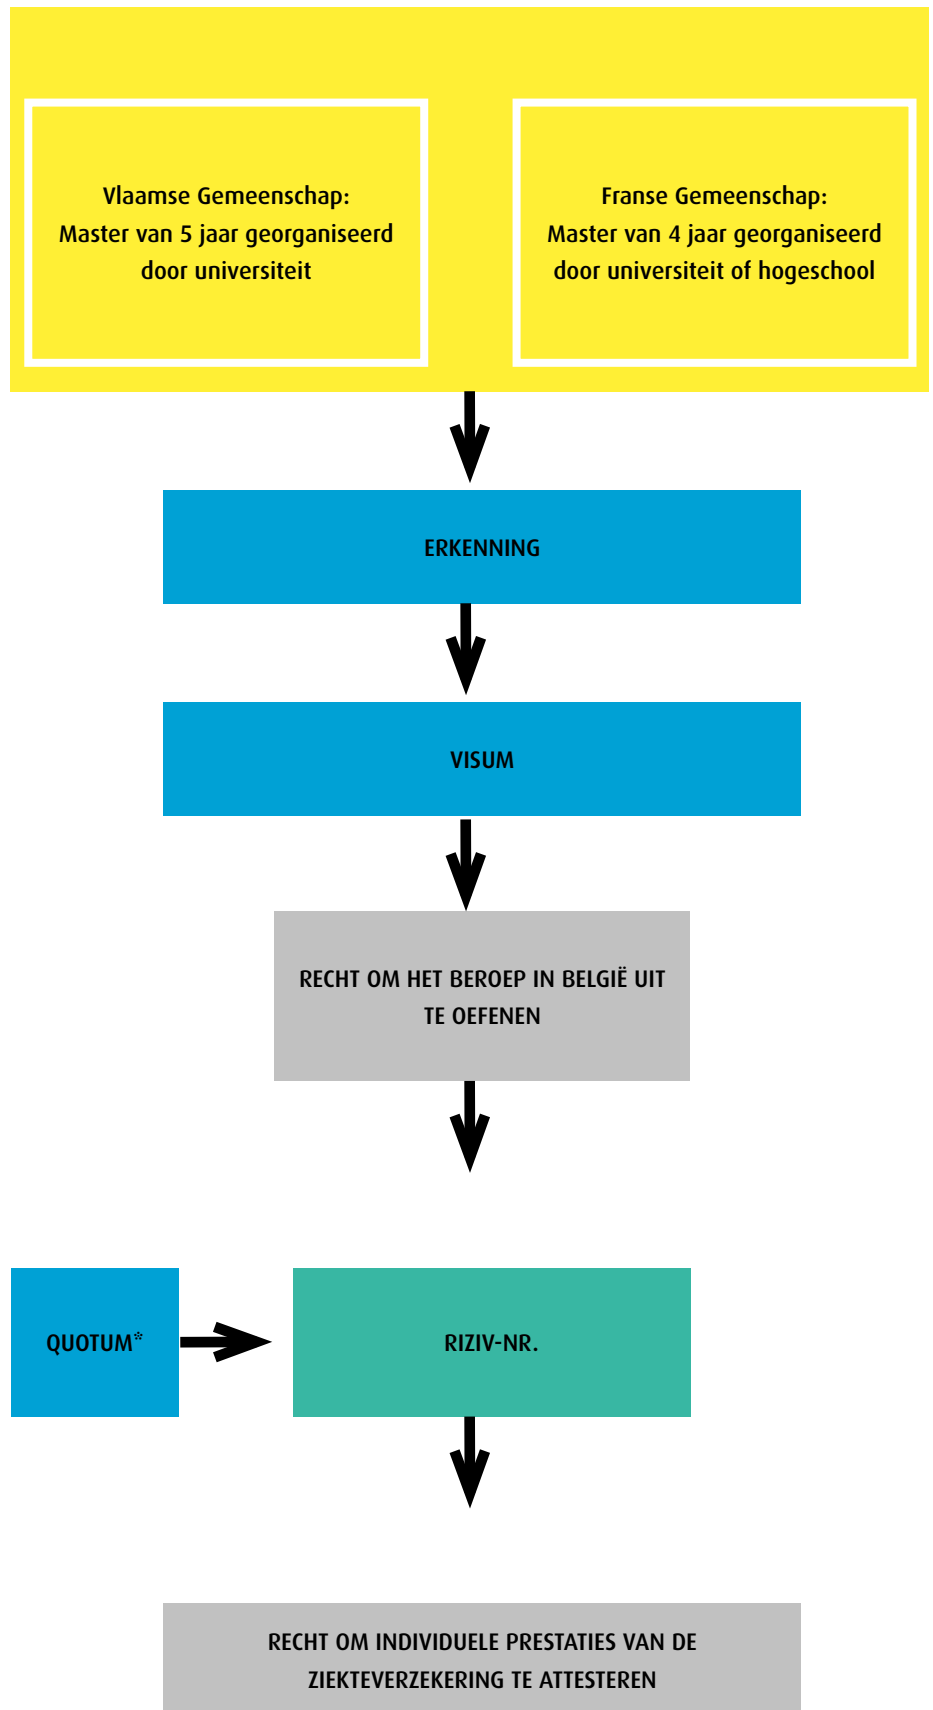 Vlaamse Gemeenschap:
Master van 5 jaar georganiseerd
door universiteit
Franse Gemeenschap:
Master van 4 jaar georganiseerd
door universiteit of hogeschool
ERKENNING
VISUM
RECHT OM HET BEROEP IN BELGIË UIT
TE OEFENEN
QUOTUM*
RIZIV-NR.
RECHT OM INDIVIDUELE PRESTATIES VAN DE
ZIEKTEVERZEKERING TE ATTESTEREN